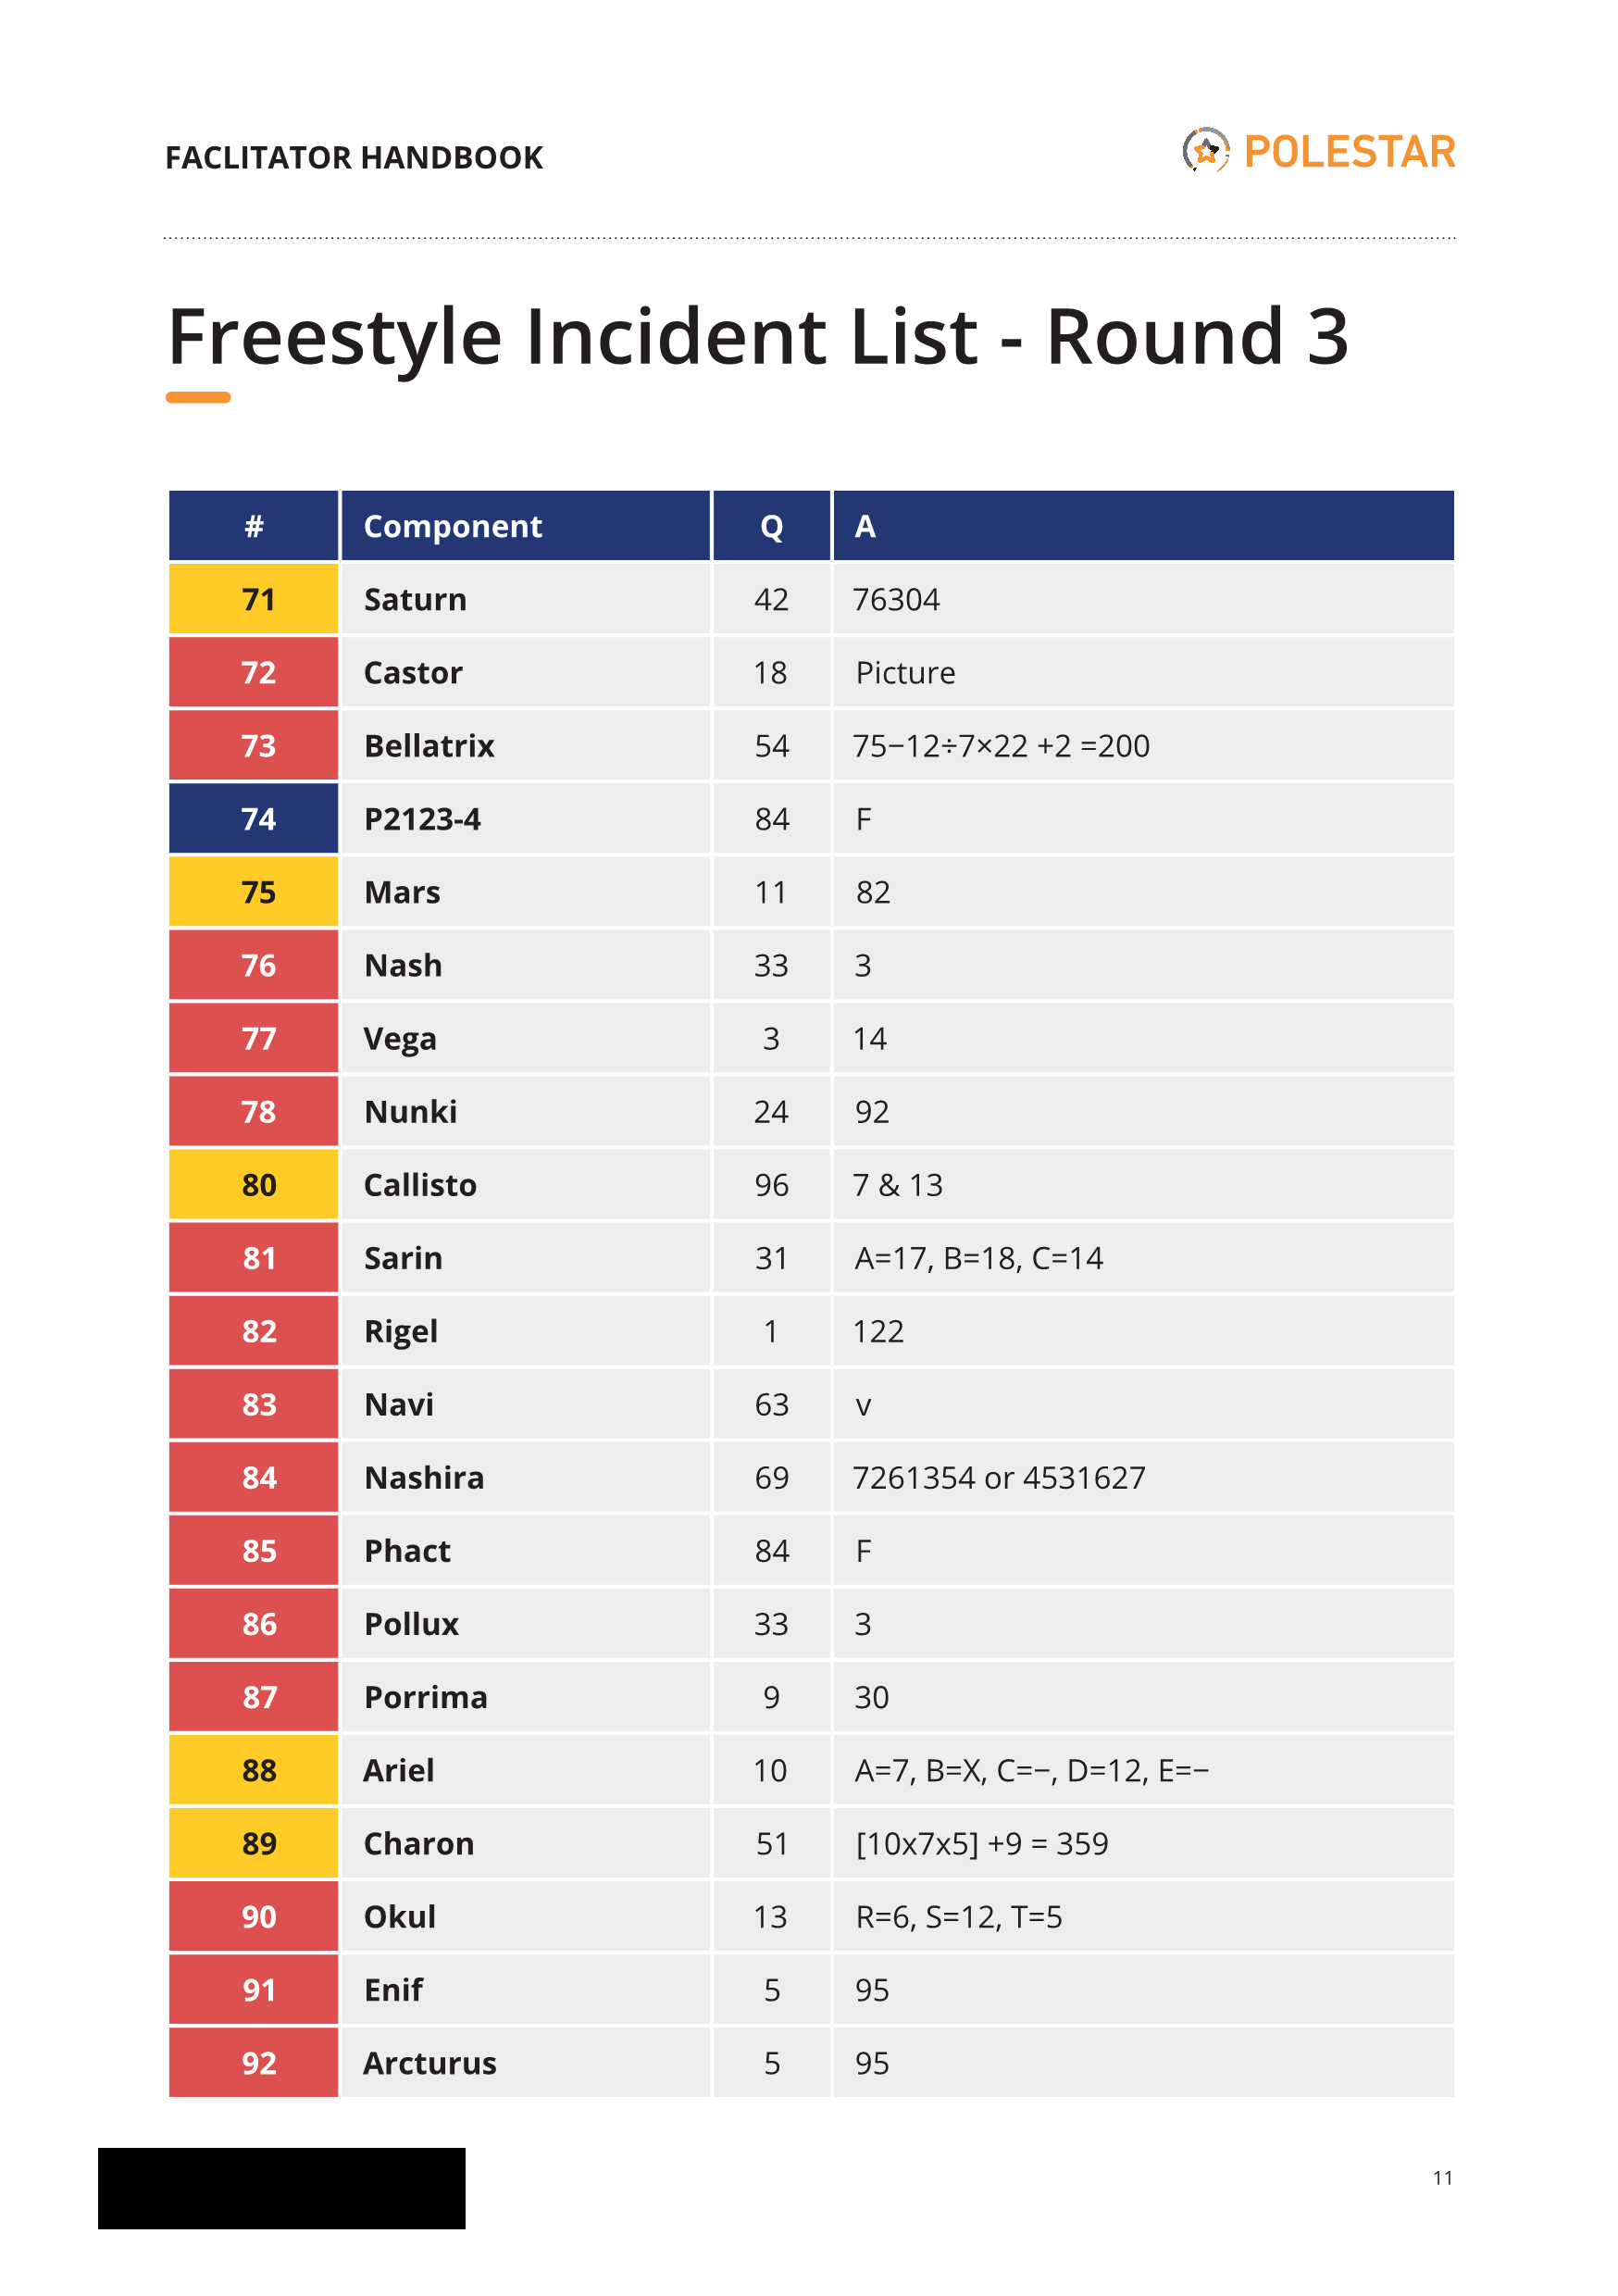 FACLITATOR HANDBOOK
POLESTAR
Freestyle Incident List - Round 3
# Component Q A
71 Saturn 42 76304
72 Castor 18 Picture
73 Bellatrix 54 75−12÷7×22 +2 =200
74 P2123-4 84 F
75 Mars 11 82
76 Nash 33 3
77 Vega 3 14
78 Nunki 24 92
80 Callisto 96 7 & 13
81 Sarin 31 A=17, B=18, C=14
82 Rigel 1 122
83 Navi 63 v
84 Nashira 69 7261354 or 4531627
85 Phact 84 F
86 Pollux 33 3
87 Porrima 9 30
88 Ariel 10 A=7, B=X, C=−, D=12, E=−
89 Charon 51 [10x7x5] +9 = 359
90 Okul 13 R=6, S=12, T=5
91 Enif 5 95
92 Arcturus 5 95
11